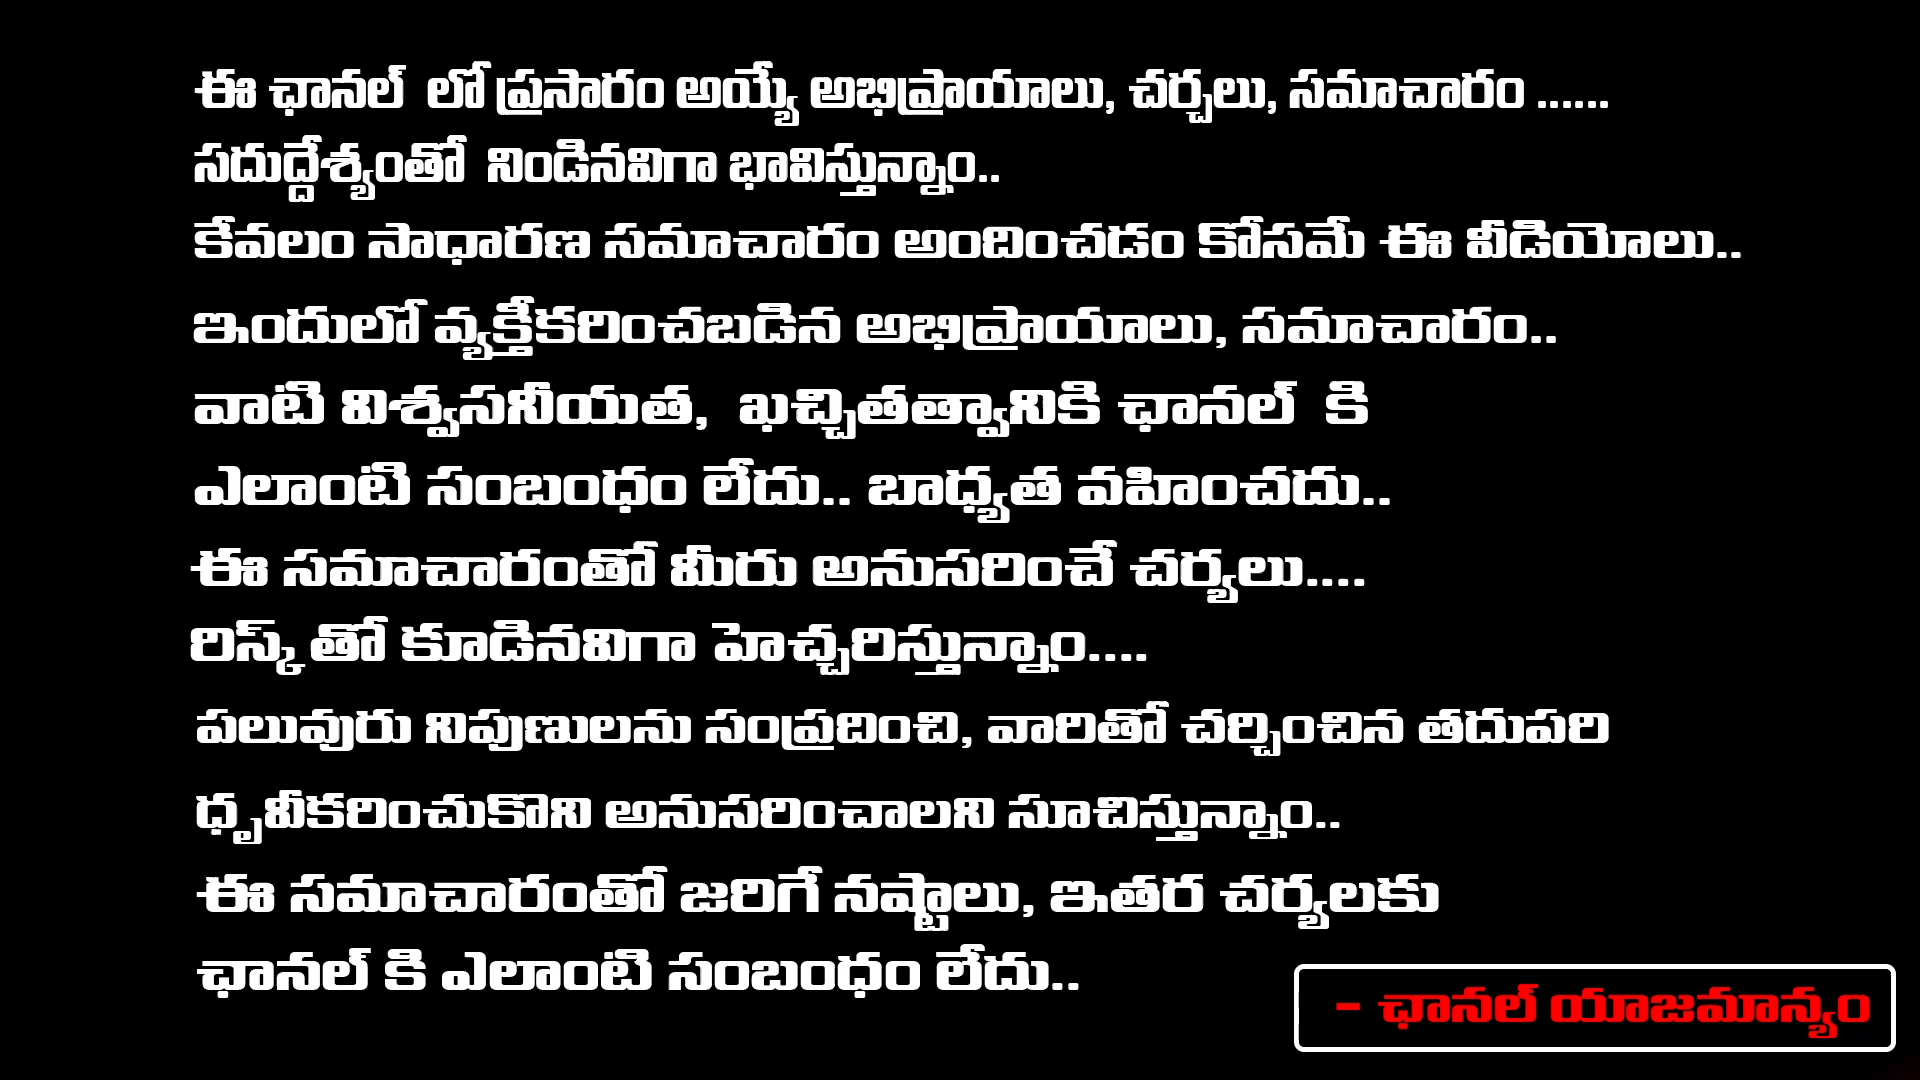 ఈ ఛానల్ లో ప్రసారం అయ్యే అభిప్రాయాలు, చర్చలు, సమాచారం ......
సదుద్దేశ్యంతో నిండినవిగా భావిస్తున్నాం..
కేవలం సాధారణ సమాచారం అందించడం కోసమే ఈ వీడియోలు..
ఇందులో వ్యక్తీకరించబడిన అభిప్రాయాలు, సమాచారం..
వాటి విశ్వసనీయత, ఖచ్చితత్వానికి ఛానల్ కి
ఎలాంటి సంబంధం లేదు.. బాధ్యత వహించదు..
ఈ సమాచారంతో మీరు అనుసరించే చర్యలు....
రిస్క్ తో కూడినవిగా హెచ్చరిస్తున్నాం....
పలువురు నిపుణులను సంప్రదించి, వారితో చర్చించిన తదుపరి
ధృవీకరించుకొని అనుసరించాలని సూచిస్తున్నాం..
ఈ సమాచారంతో జరిగే నష్టాలు, ఇతర చర్యలకు
ఛానల్ కి ఎలాంటి సంబంధం లేదు..
- ఛానల్ యాజమాన్యం